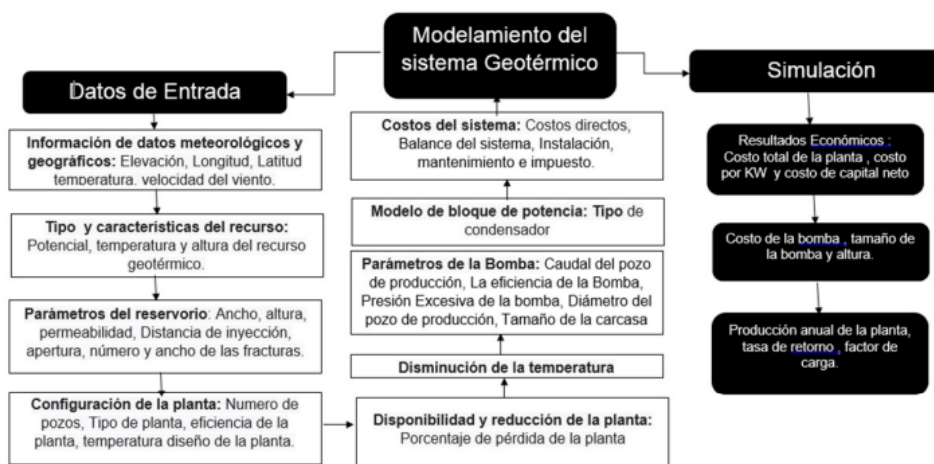 Modelamiento del
sistema Geotérmico
Datos de Entrada
Información de datos meteorológicos y
geográficos: Elevación, Longitud, Latitud
temperatura. velocidad del viento.
Tipo y características del recurso:
Potencial, temperatura y altura del recurso
geotérmico.
Parámetros del reservorio: Ancho, altura,
permeabilidad, Distancia de inyección,
apertura, número y ancho de las fracturas.
Configuración de la planta: Numero de
pozos, Tipo de planta, eficiencia de la
planta, temperatura diseño de la planta.
Costos del sistema: Costos directos,
Balance del sistema, Instalación,
mantenimiento e impuesto.
Modelo de bloque de potencia: Tipo de
condensador
Parámetros de la Bomba: Caudal del pozo
de producción, La eficiencia de la Bomba,
Presión Excesiva de la bomba, Diámetro del
pozo de producción, Tamaño de la carcasa
Disminución de la temperatura
Disponibilidad y reducción de la planta:
Porcentaje de pérdida de la planta
Simulación
Resultados Económicos :
Costo total de la planta , costo
por KW y costo de capital neto
Costo de la bomba , tamaño de
la bomba y altura.
Producción anual de la planta,
tasa de retorno , factor de
carga.